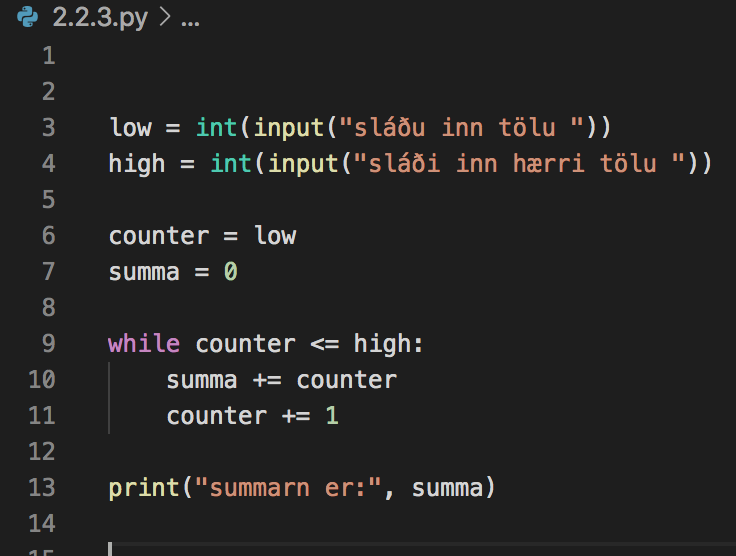 2.2.3.py > ...
1
2
3 low = int(input("sláðu inn tölu "))
4 high = int(input("sláði inn hærri tölu "))
5
6 counter = low
7 summa = 0
8
9 while counter <= high:
10     summa += counter
11     counter += 1
12
13 print("summarn er:", summa)
14
15